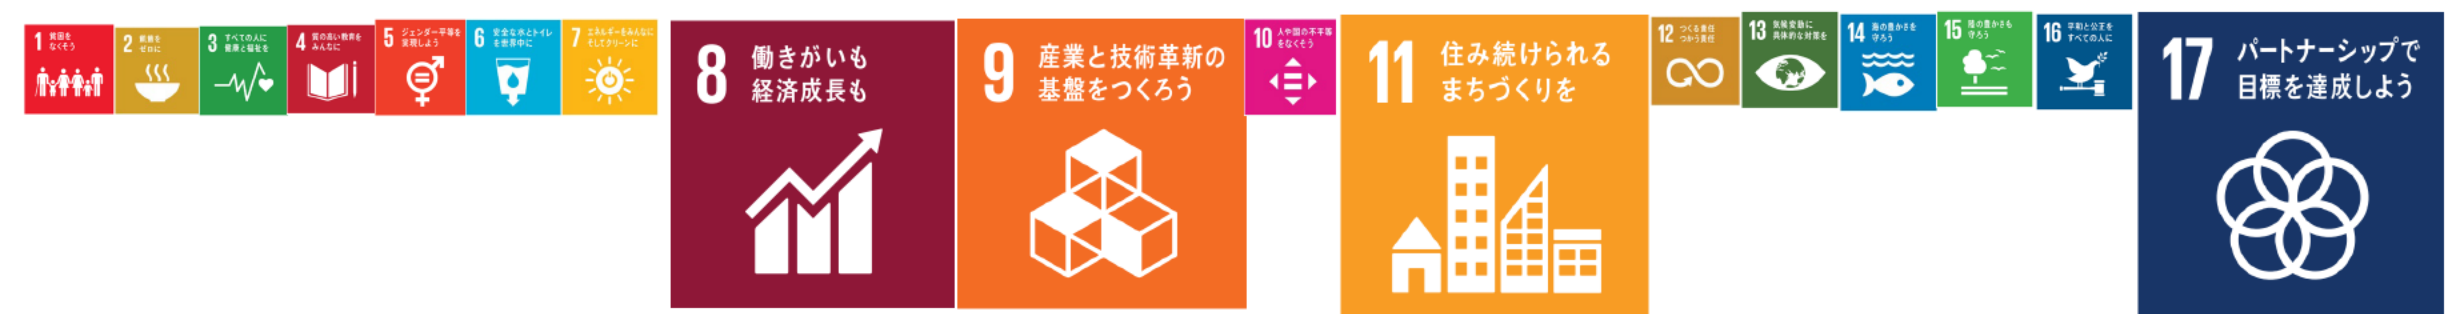 1 貧困を
なくそう
2 飢餓を
ゼロに
3 すべての人に
健康と福祉を
4 質の高い教育を
みんなに
5 ジェンダー平等を
実現しよう
6 安全な水とトイレ
を世界中に
7 エネルギーをみんなに
そしてクリーンに
8 働きがいも
経済成長も
9 産業と技術革新の
基盤をつくろう
10 人や国の不平等
をなくそう
11 住み続けられる
まちづくりを
12 つくる責任
つかう責任
13 気候変動に
具体的な対策を
14 海の豊かさを
守ろう
15 陸の豊かさも
守ろう
16 平和と公正を
すべての人に
17 パートナーシップで
目標を達成しよう